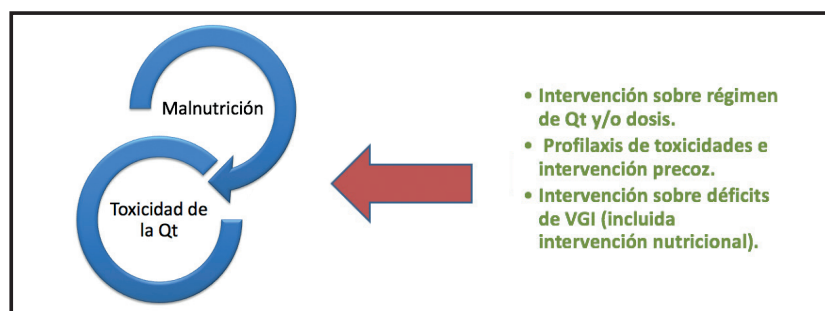 Malnutrición
Toxicidad de
la Qt
• Intervención sobre régimen
de Qt y/o dosis.
• Profilaxis de toxicidades e
intervención precoz.
• Intervención sobre déficits
de VGI (incluida
intervención nutricional).